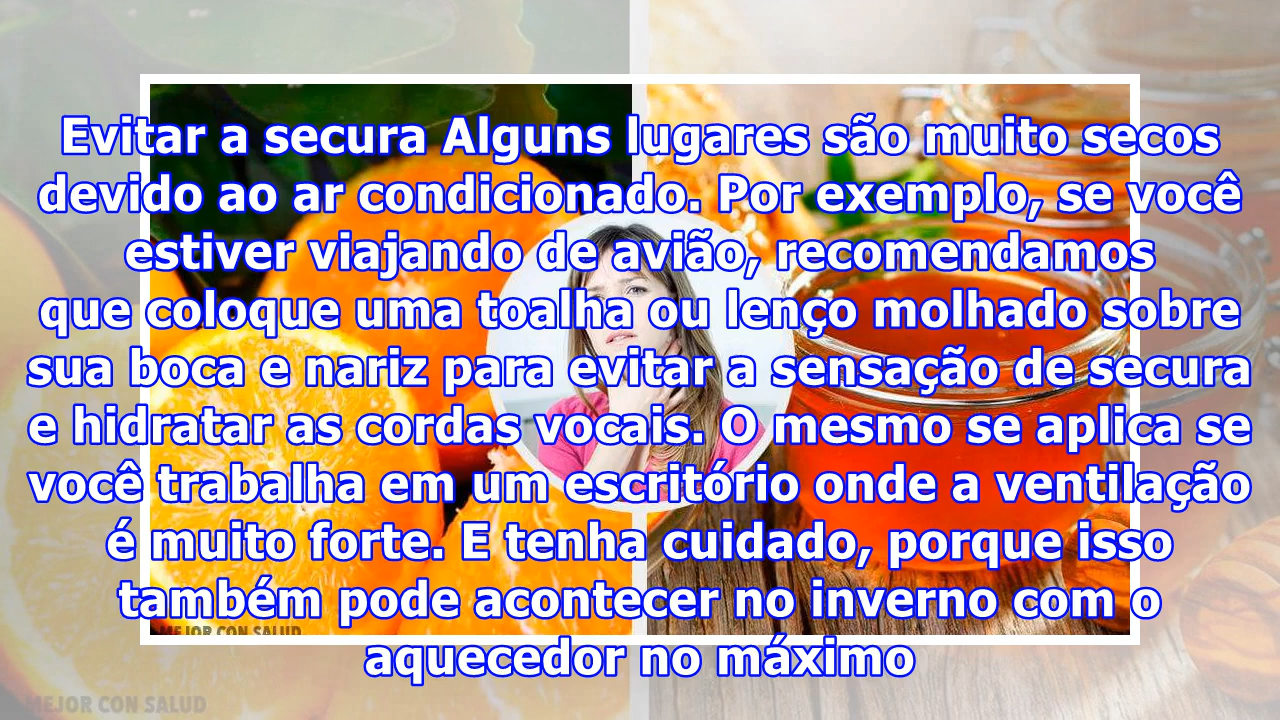 Evitar a secura Alguns lugares são muito secos
devido ao ar condicionado. Por exemplo, se você
estiver viajando de avião, recomendamos
que coloque uma toalha ou lenço molhado sobre
sua boca e nariz para evitar a sensação de secura
e hidratar as cordas vocais. O mesmo se aplica se
você trabalha em um escritório onde a ventilação
é muito forte. E tenha cuidado, porque isso
também pode acontecer no inverno com o
aquecedor no máximo
MEJOR CON SALUD
MEJOR CON SALUD